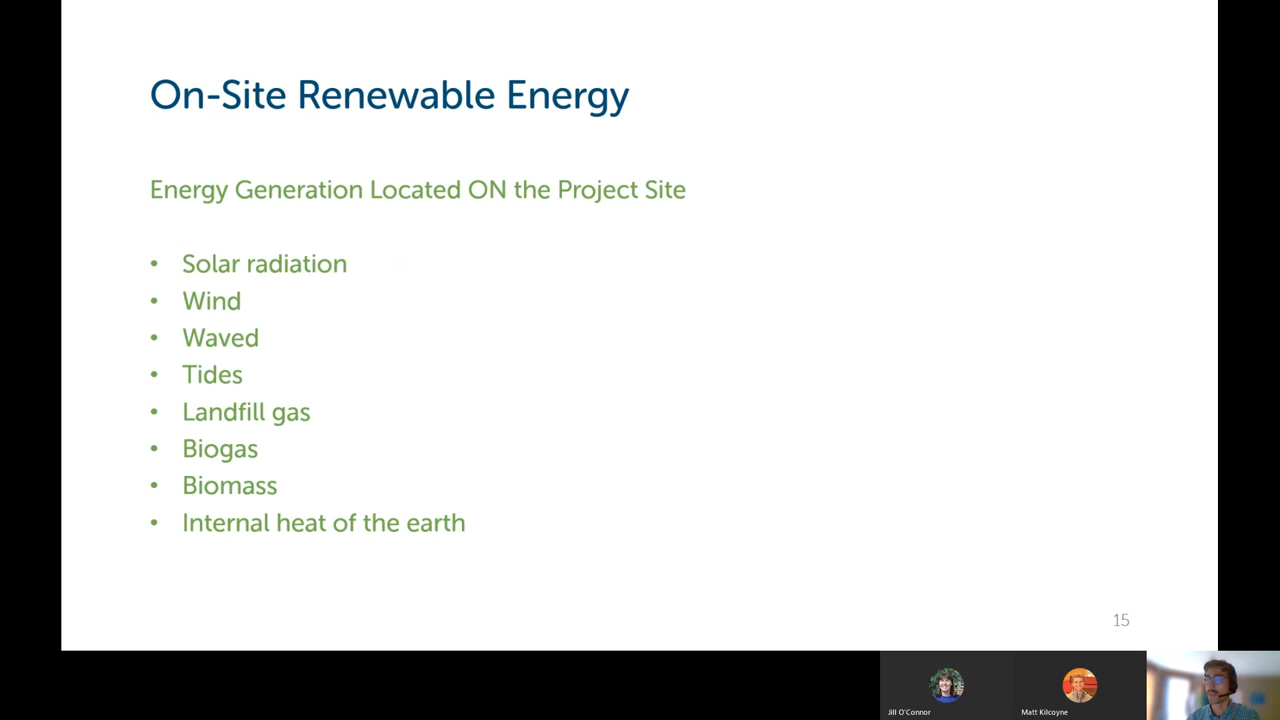 On-Site Renewable Energy
Energy Generation Located ON the Project Site
• Solar radiation
• Wind
• Waved
• Tides
• Landfill gas
• Biogas
• Biomass
• Internal heat of the earth
15
Jill O'Connor
Matt Kilcoyne